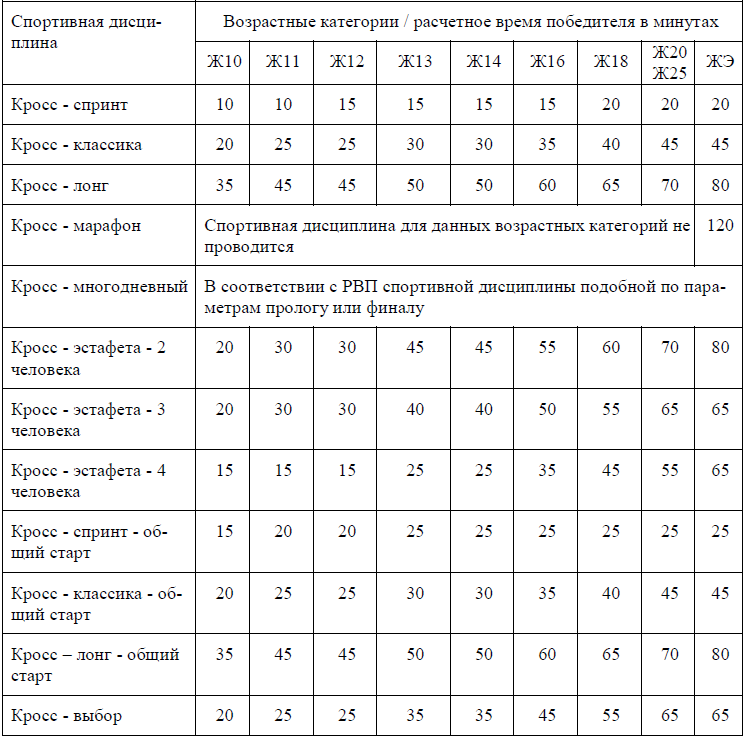 Спортивная дисци-
плина
Возрастные категории / расчетное время победителя в минутах
Ж10 Ж11 Ж12 Ж13 Ж14 Ж16 Ж18 Ж20 Ж25 ЖЭ
Кросс - спринт 10 10 15 15 15 15 20 20 20
Кросс - классика 20 25 25 30 30 35 40 45 45
Кросс - лонг 35 45 45 50 50 60 65 70 80
Кросс - марафон Спортивная дисциплина для данных возрастных категорий не 120
проводится
Кросс - многодневный В соответствии с РВП спортивной дисциплины подобной по пара-
метрам прологу или финалу
Кросс - эстафета - 2 20 30 30 45 45 55 60 70 80
человека
Кросс - эстафета - 3 20 30 30 40 40 50 55 65 65
человека
Кросс - эстафета - 4 15 15 15 25 25 35 45 55 65
человека
Кросс - спринт - об- 15 20 20 25 25 25 25 25 25
щий старт
Кросс - классика - об- 20 25 25 30 30 35 40 45 45
щий старт
Кросс – лонг - общий 35 45 45 50 50 60 65 70 80
старт
Кросс - выбор 20 25 25 35 35 45 55 65 65